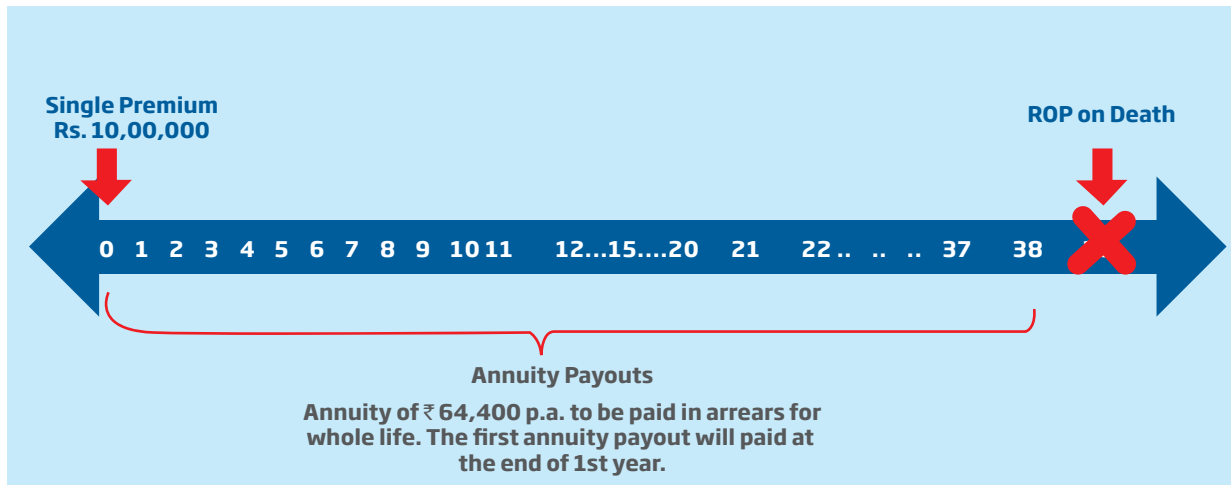 Single Premium
Rs. 10,00,000
ROP on Death
0 1 2 3 4 5 6 7 8 9 10 11 12...15....20 21 22 .. .. .. 37 38
Annuity Payouts
Annuity of ₹ 64,400 p.a. to be paid in arrears for
whole life. The first annuity payout will paid at
the end of 1st year.